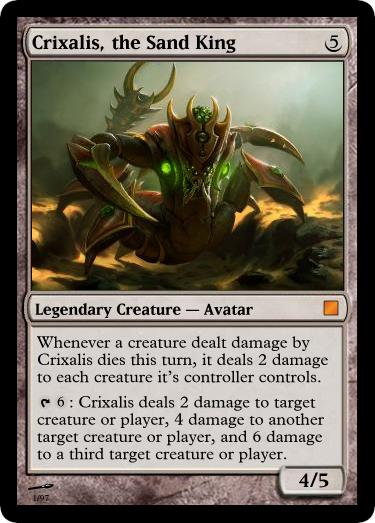 Crixalis, the Sand King 5
Legendary Creature — Avatar
Whenever a creature dealt damage by
Crixalis dies this turn, it deals 2 damage
to each creature it's controller controls.
6: Crixalis deals 2 damage to target
creature or player, 4 damage to another
target creature or player, and 6 damage
to a third target creature or player.
4/5
1/97